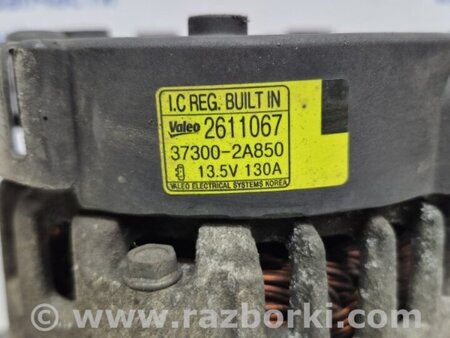 I.C REG. BUILT IN
Valeo 2611067
37300-2A850
13.5V 130A
VALEO ELECTRICAL SYSTEMS KOREA
www.razborki.com